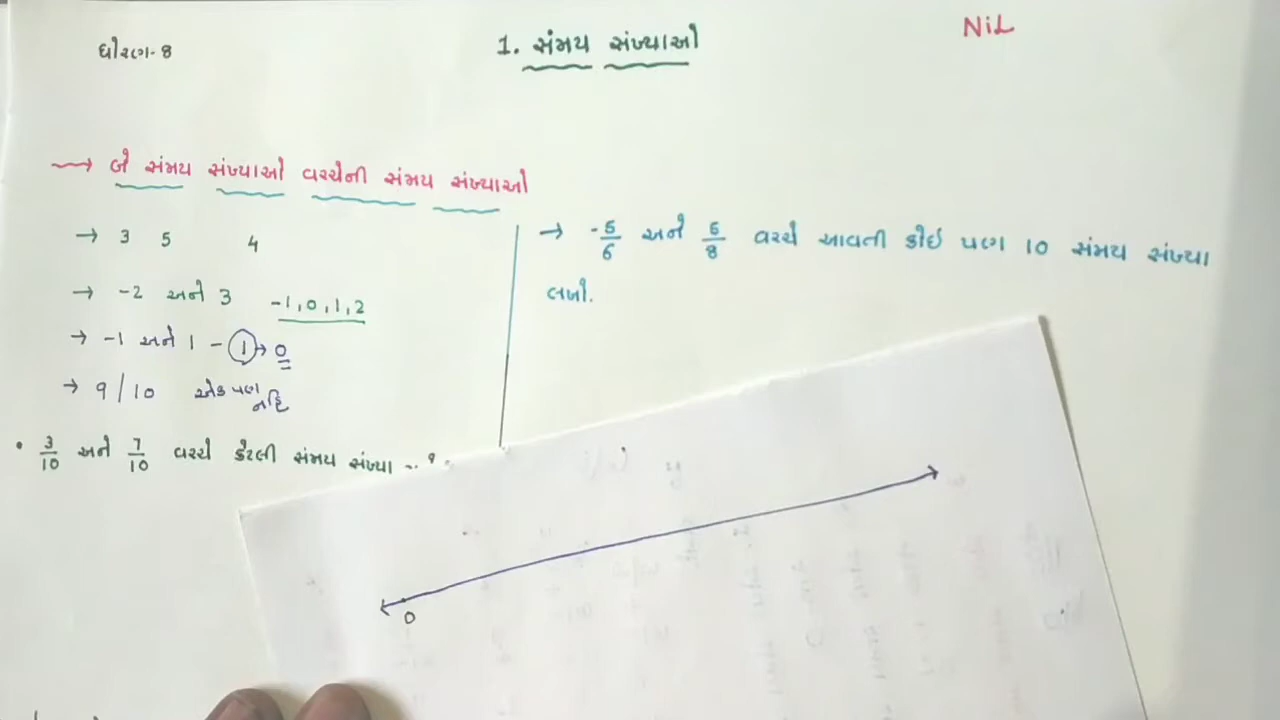 ધોરણ-8
1. સંમય સંખ્યાઓ
NiL
→ બે સંમય સંખ્યાઓ વચ્ચેની સંમય સંખ્યાઓ
→ 3 5 4
→ -2 અને 3 -1,0,1,2
→ -1 અને 1 - 1→ 0
→ 9/10 એક પણ નહિ
• 3/10 અને 7/10 વચ્ચે કેટલી સંમય સંખ્યા
→ -5/6 અને 5/8 વચ્ચે આવતી કોઈ પણ 10 સંમય સંખ્યા
લખો.
0